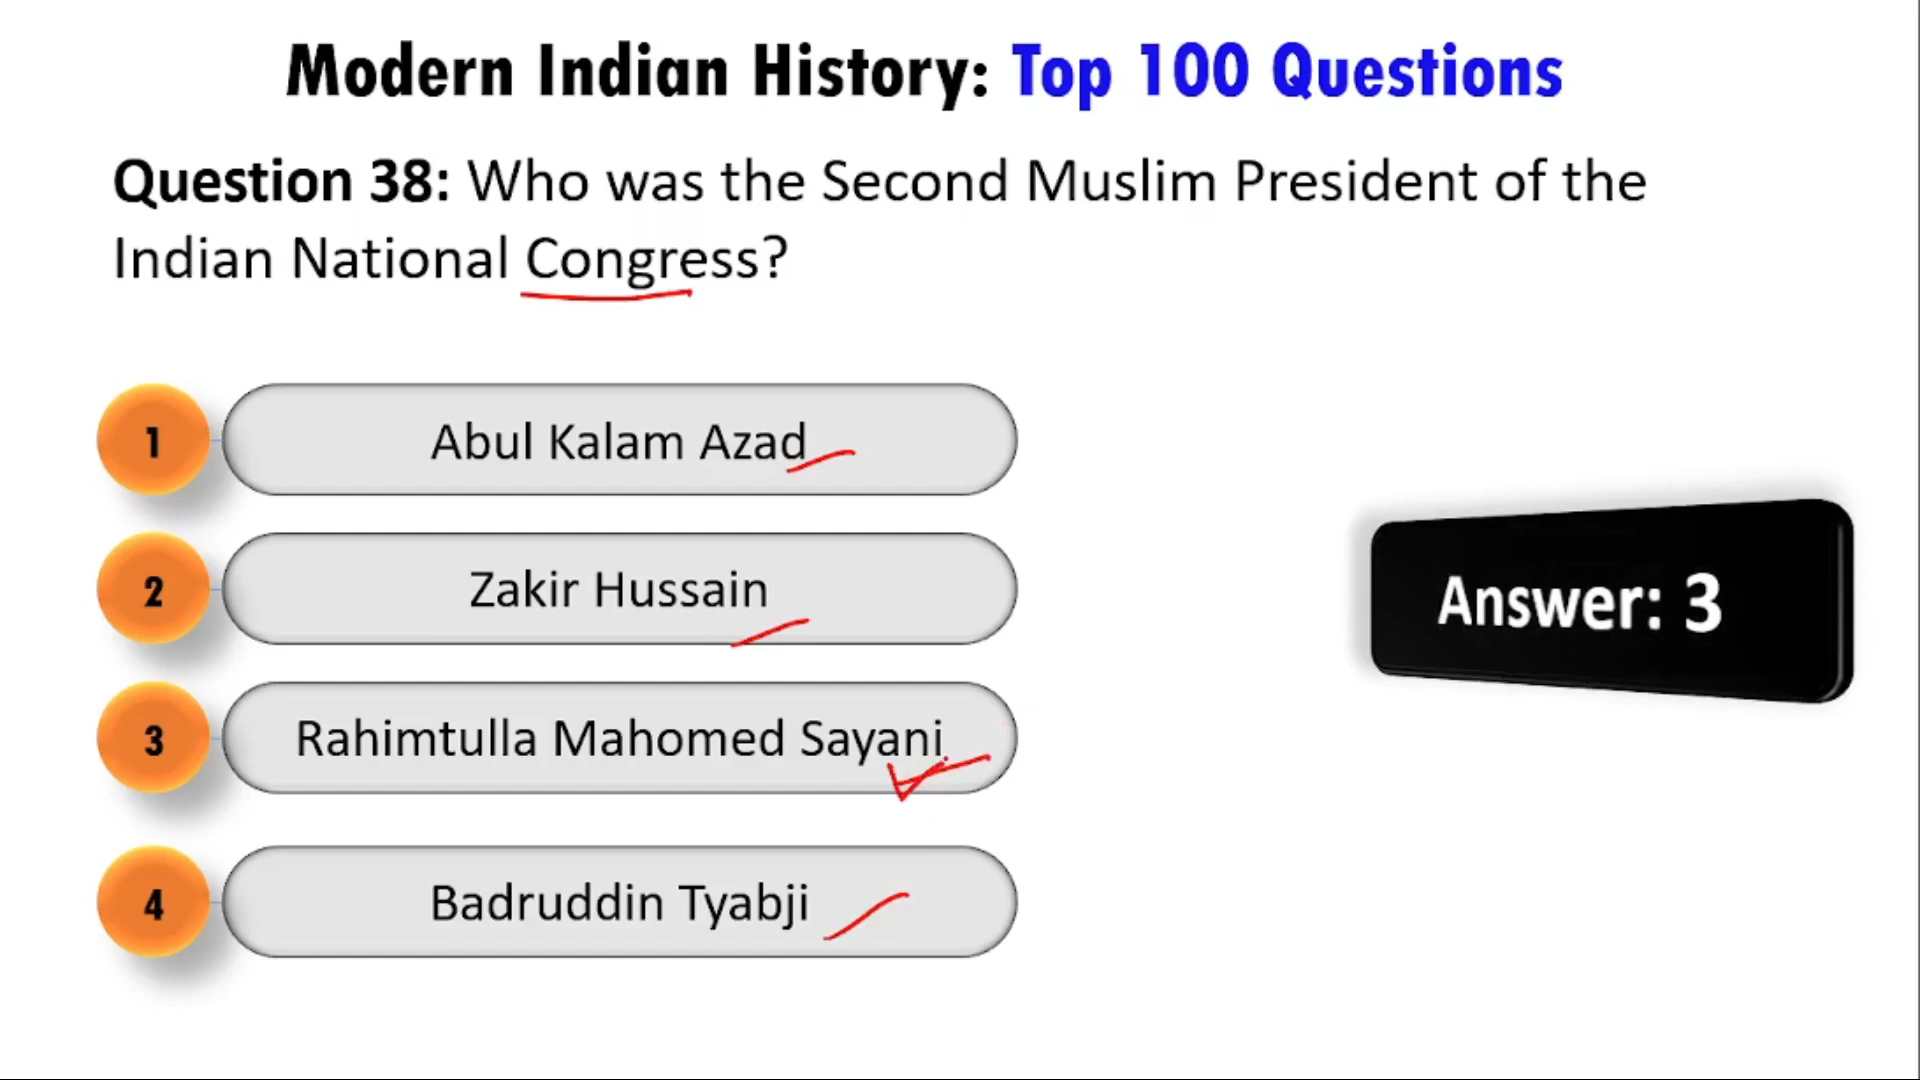 Modern Indian History: Top 100 Questions
Question 38: Who was the Second Muslim President of the
Indian National Congress?
1
Abul Kalam Azad
2
Zakir Hussain
3
Rahimtulla Mahomed Sayani
4
Badruddin Tyabji
Answer: 3